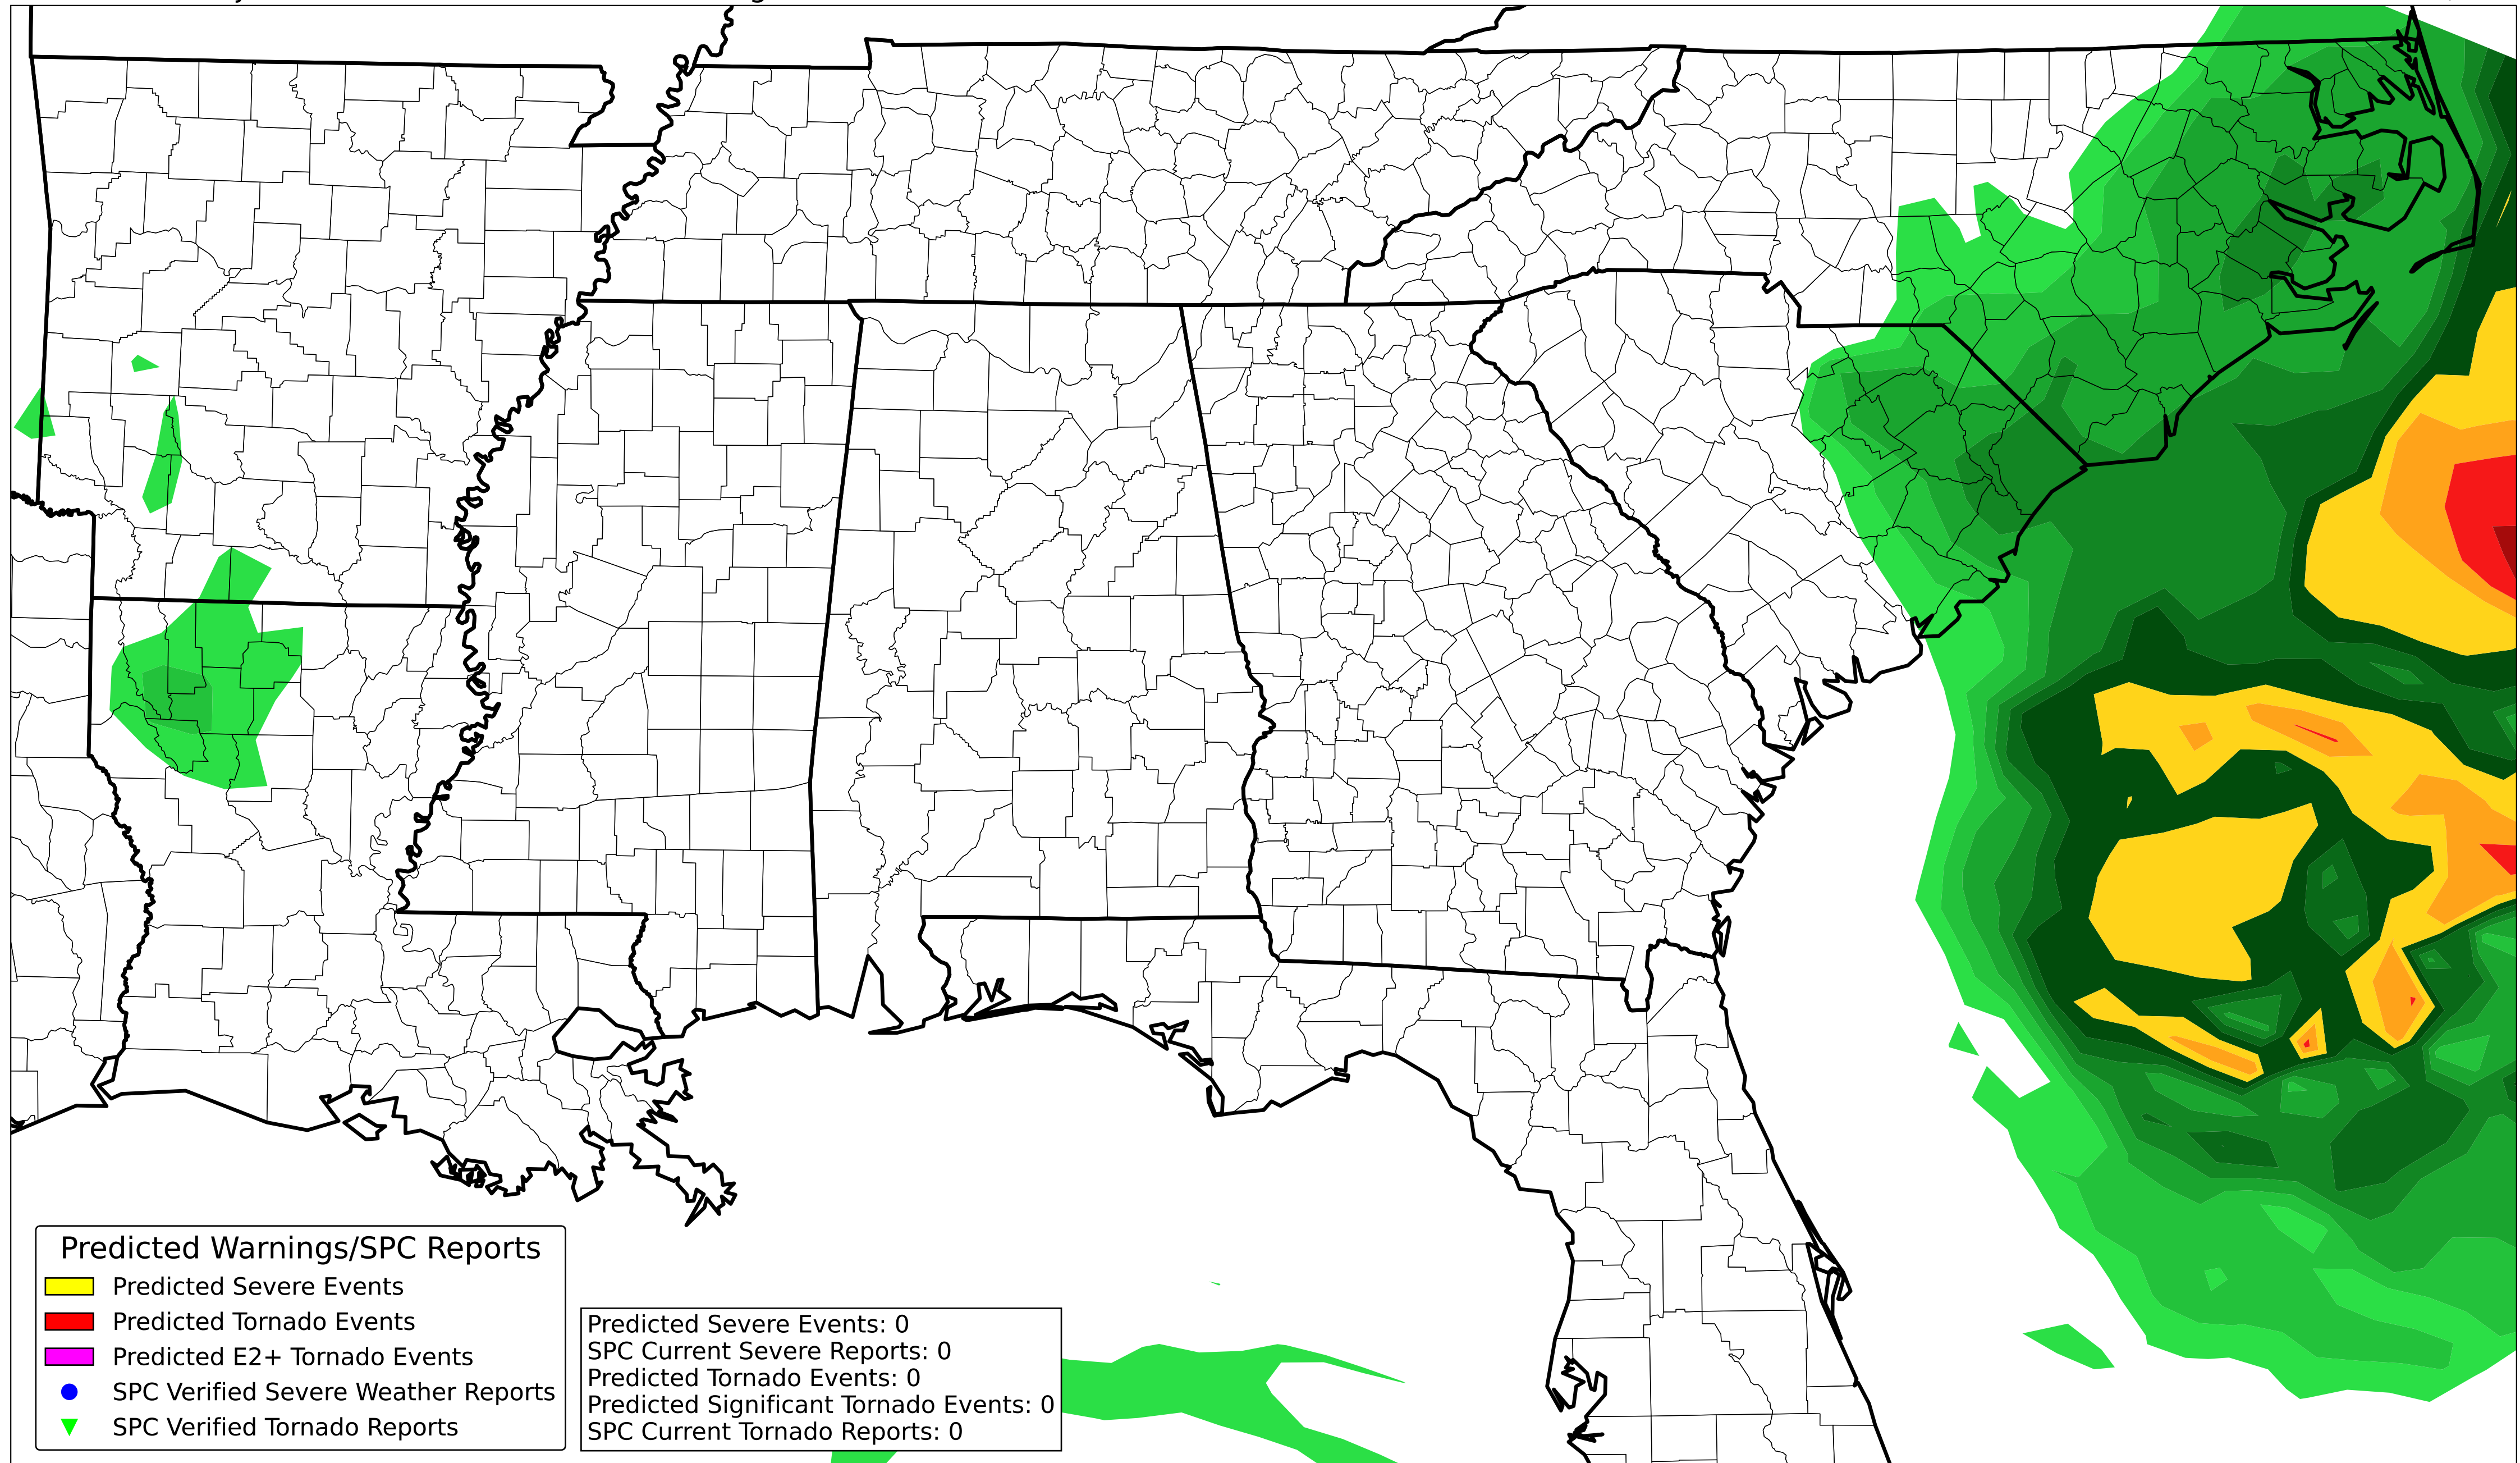 Predicted Warnings/SPC Reports
Predicted Severe Events
Predicted Tornado Events
Predicted E2+ Tornado Events
SPC Verified Severe Weather Reports
SPC Verified Tornado Reports
Predicted Severe Events: 0
SPC Current Severe Reports: 0
Predicted Tornado Events: 0
Predicted Significant Tornado Events: 0
SPC Current Tornado Reports: 0